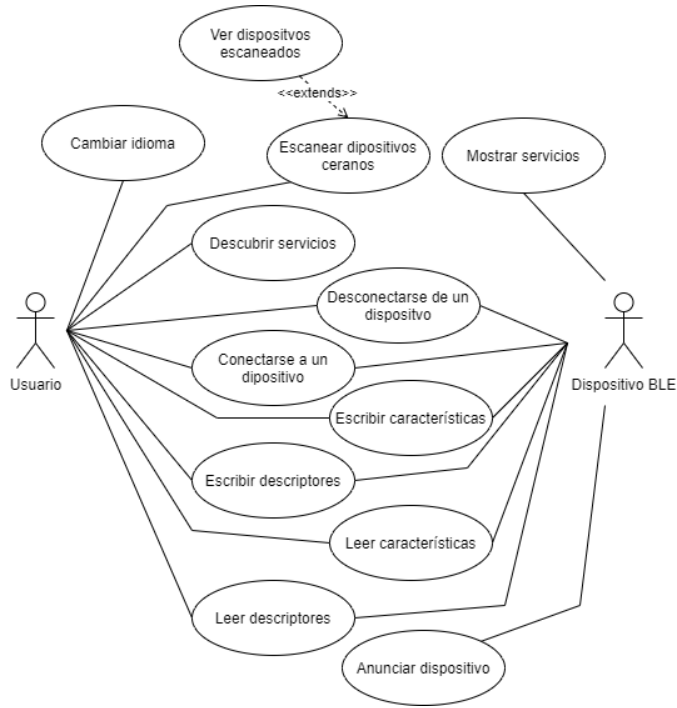 Ver dispositvos
escaneados
<<extends>>
Cambiar idioma
Escanear dipositivos
ceranos
Mostrar servicios
Descubrir servicios
Desconectarse de un
dispositvo
Usuario
Conectarse a un
dipositivo
Dispositivo BLE
Escribir características
Escribir descriptores
Leer características
Leer descriptores
Anunciar dispositivo